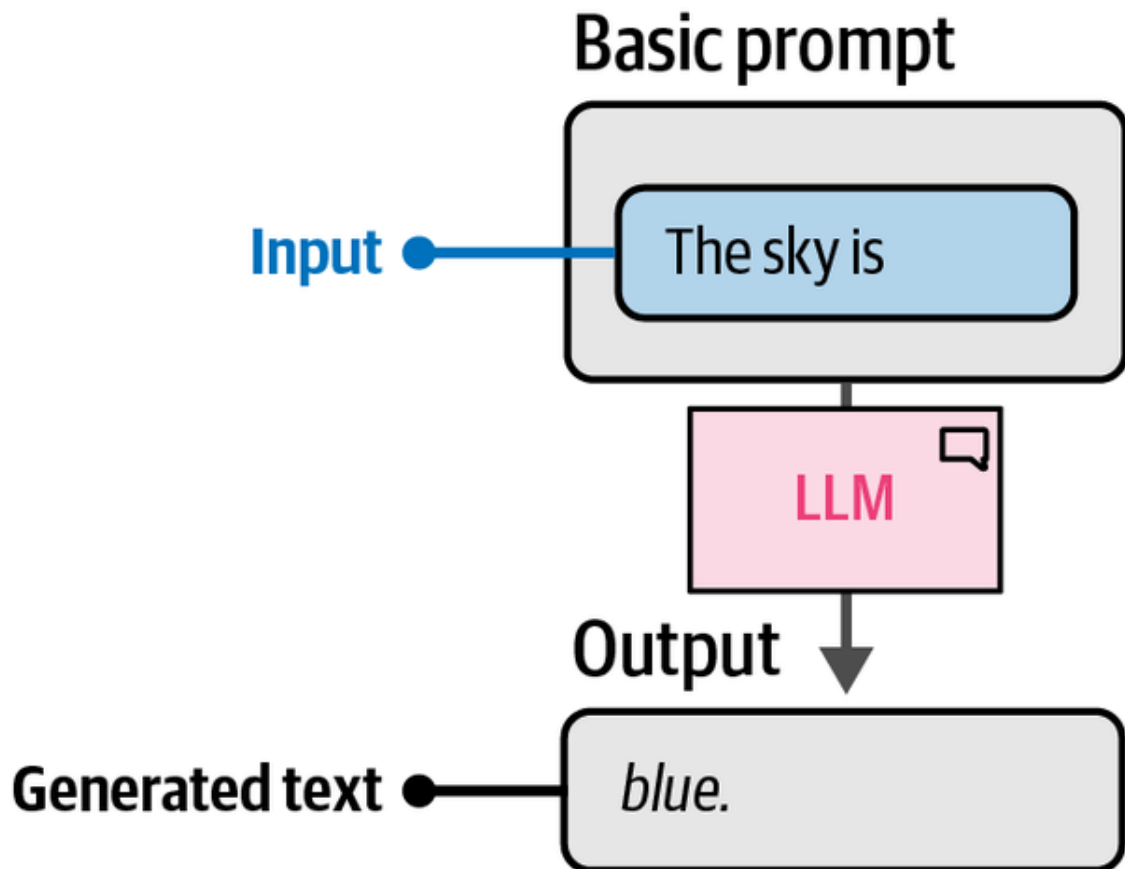 Basic prompt
Input
The sky is
LLM
Output
Generated text
blue.